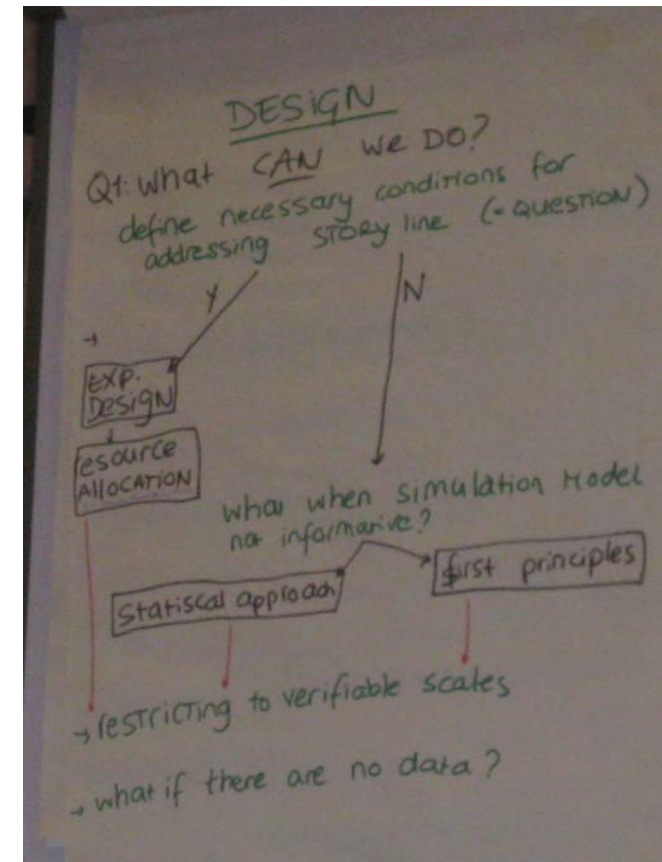 DESIGN
Q1: What CAN we DO?
define necessary conditions for
addressing STORY line (= QUESTION)
Y
N
→
EXP.
DESIGN
esource
ALLOCATION
what when simulation Model
not informative?
Statiscal approach
first principles
→ restricting to verifiable scales
→ what if there are no data?